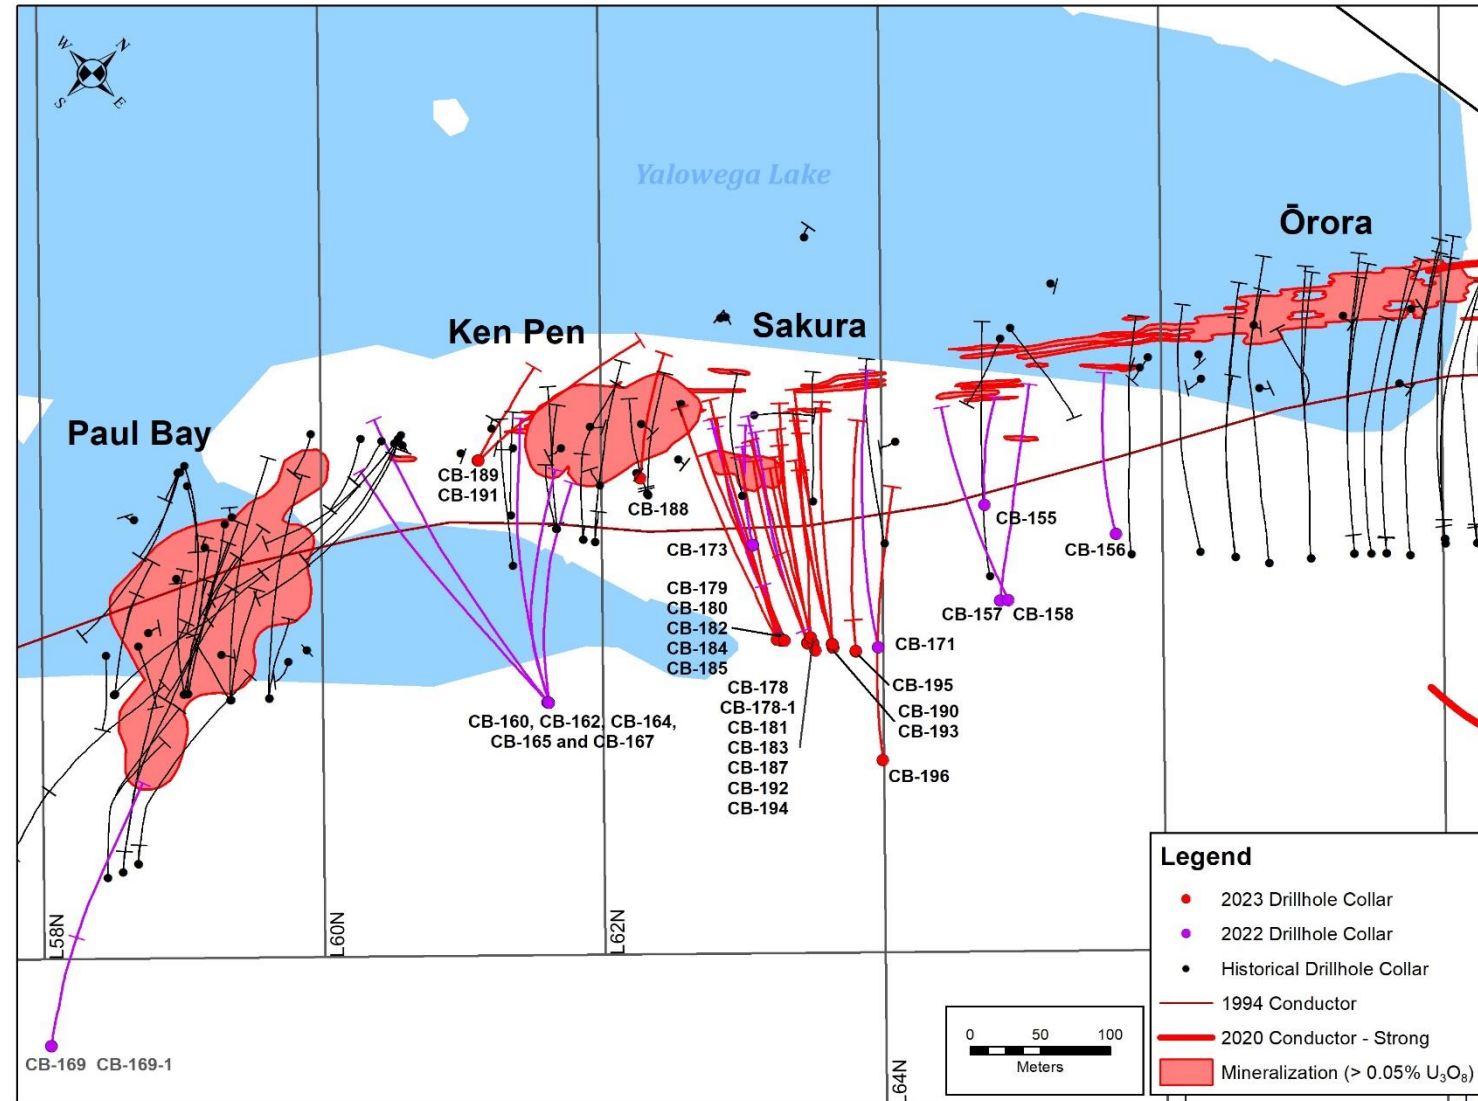 W N
S E
Yalowega Lake
Ōrora
Sakura
Ken Pen
Paul Bay
CB-189
CB-191
CB-188
CB-155
CB-173
CB-156
CB-179
CB-180
CB-182
CB-184
CB-185
CB-157 CB-158
CB-171
CB-195
CB-178
CB-178-1
CB-181
CB-183
CB-187
CB-192
CB-194
CB-190
CB-193
CB-160, CB-162, CB-164,
CB-165 and CB-167
CB-196
L58N
L60N
L62N
L64N
CB-169 CB-169-1
0 50 100
Meters
Legend
2023 Drillhole Collar
2022 Drillhole Collar
Historical Drillhole Collar
1994 Conductor
2020 Conductor - Strong
Mineralization (> 0.05% U₃O₈)